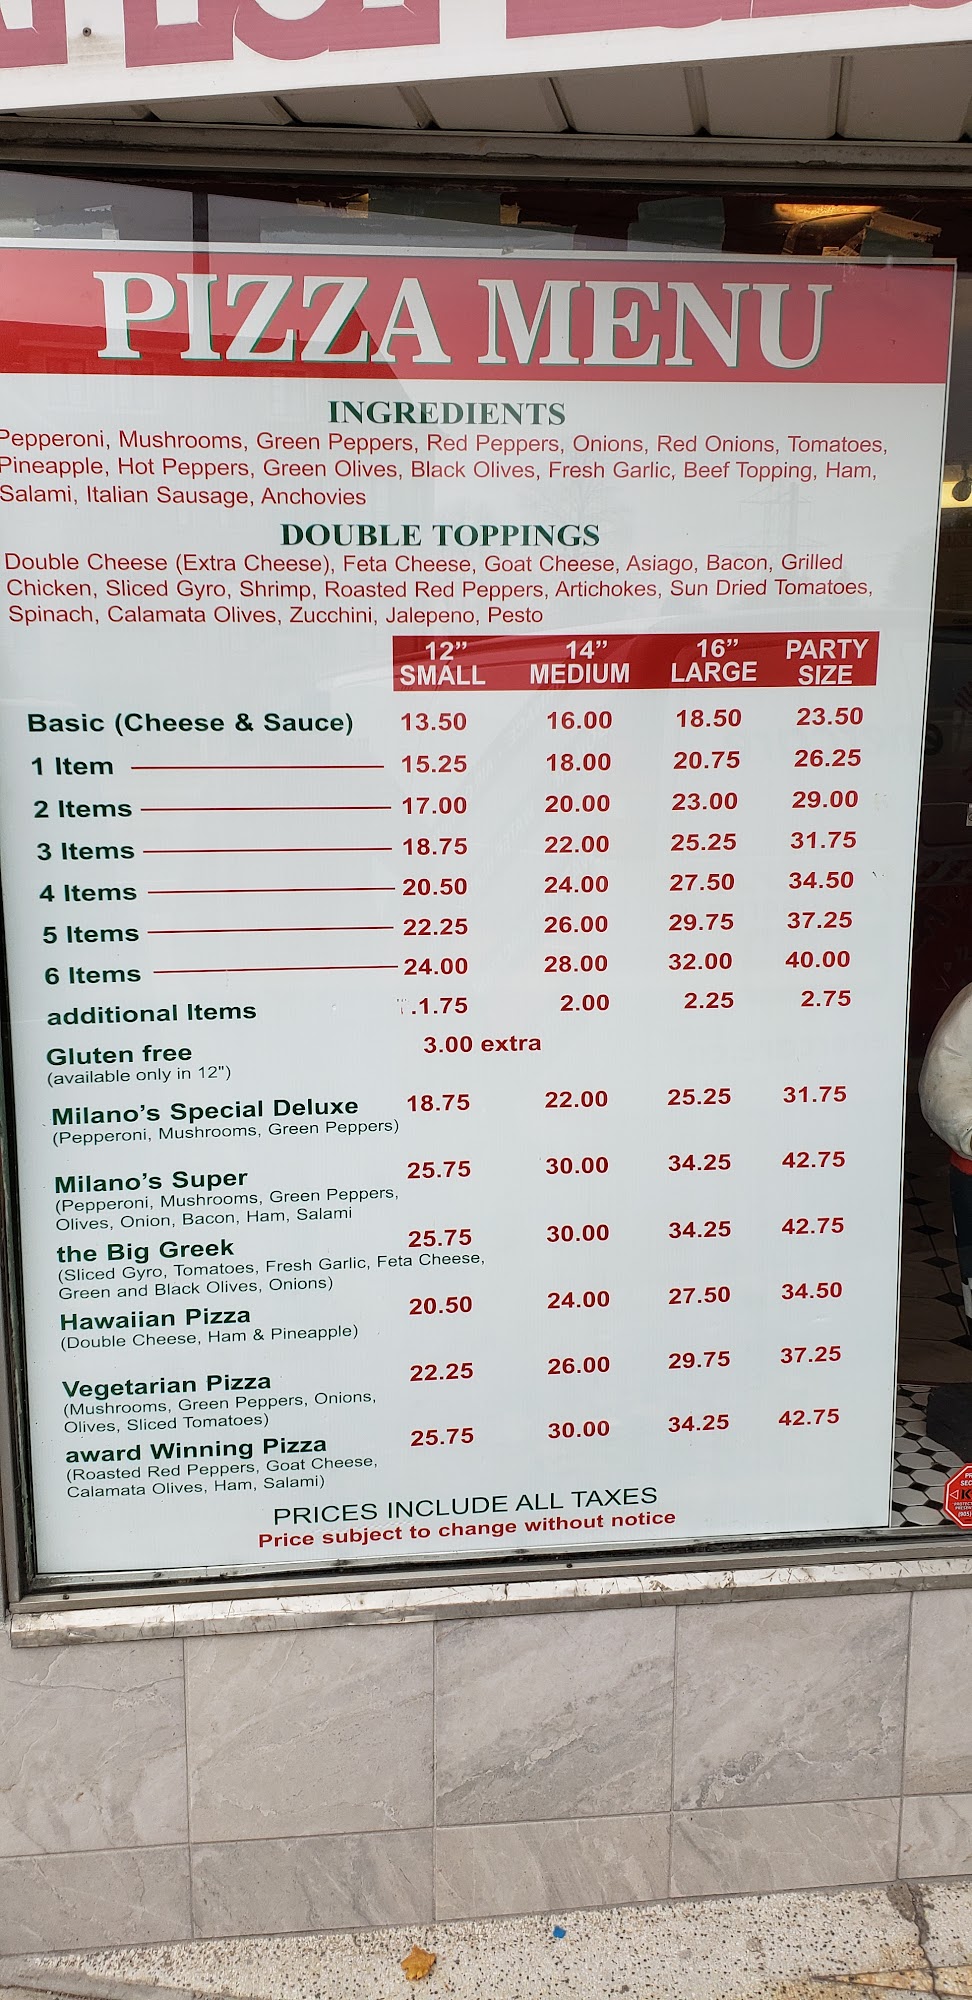 PIZZA MENU
INGREDIENTS
Pepperoni, Mushrooms, Green Peppers, Red Peppers, Onions, Red Onions, Tomatoes,
Pineapple, Hot Peppers, Green Olives, Black Olives, Fresh Garlic, Beef Topping, Ham,
Salami, Italian Sausage, Anchovies
DOUBLE TOPPINGS
Double Cheese (Extra Cheese), Feta Cheese, Goat Cheese, Asiago, Bacon, Grilled
Chicken, Sliced Gyro, Shrimp, Roasted Red Peppers, Artichokes, Sun Dried Tomatoes,
Spinach, Calamata Olives, Zucchini, Jalepeno, Pesto
12” 14” 16” PARTY
SMALL MEDIUM LARGE SIZE
Basic (Cheese & Sauce) 13.50 16.00 18.50 23.50
1 Item 15.25 18.00 20.75 26.25
2 Items 17.00 20.00 23.00 29.00
3 Items 18.75 22.00 25.25 31.75
4 Items 20.50 24.00 27.50 34.50
5 Items 22.25 26.00 29.75 37.25
6 Items 24.00 28.00 32.00 40.00
additional Items .1.75 2.00 2.25 2.75
Gluten free 3.00 extra
(available only in 12")
Milano’s Special Deluxe 18.75 22.00 25.25 31.75
(Pepperoni, Mushrooms, Green Peppers)
Milano’s Super 25.75 30.00 34.25 42.75
(Pepperoni, Mushrooms, Green Peppers,
Olives, Onion, Bacon, Ham, Salami
the Big Greek 25.75 30.00 34.25 42.75
(Sliced Gyro, Tomatoes, Fresh Garlic, Feta Cheese,
Green and Black Olives, Onions)
Hawaiian Pizza 20.50 24.00 27.50 34.50
(Double Cheese, Ham & Pineapple)
Vegetarian Pizza 22.25 26.00 29.75 37.25
(Mushrooms, Green Peppers, Onions,
Olives, Sliced Tomatoes)
award Winning Pizza 25.75 30.00 34.25 42.75
(Roasted Red Peppers, Goat Cheese,
Calamata Olives, Ham, Salami)
PRICES INCLUDE ALL TAXES
Price subject to change without notice